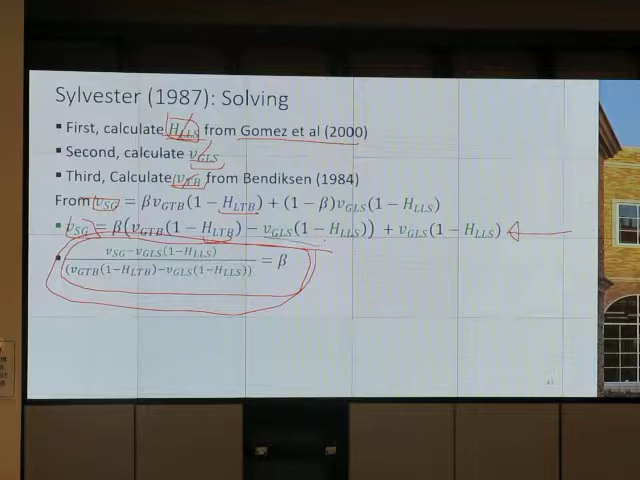 Sylvester (1987): Solving
▪ First, calculate H_LLS from Gomez et al (2000)
▪ Second, calculate v_GLS
▪ Third, Calculate v_TB from Bendiksen (1984)
From v_SG = βv_GTB(1 − H_LTB) + (1 − β)v_GLS(1 − H_LLS)
▪ v_SG = β(v_GTB(1 − H_LTB) − v_GLS(1 − H_LLS)) + v_GLS(1 − H_LLS)
▪ v_SG−v_GLS(1−H_LLS) / (v_GTB(1−H_LTB)−v_GLS(1−H_LLS)) = β